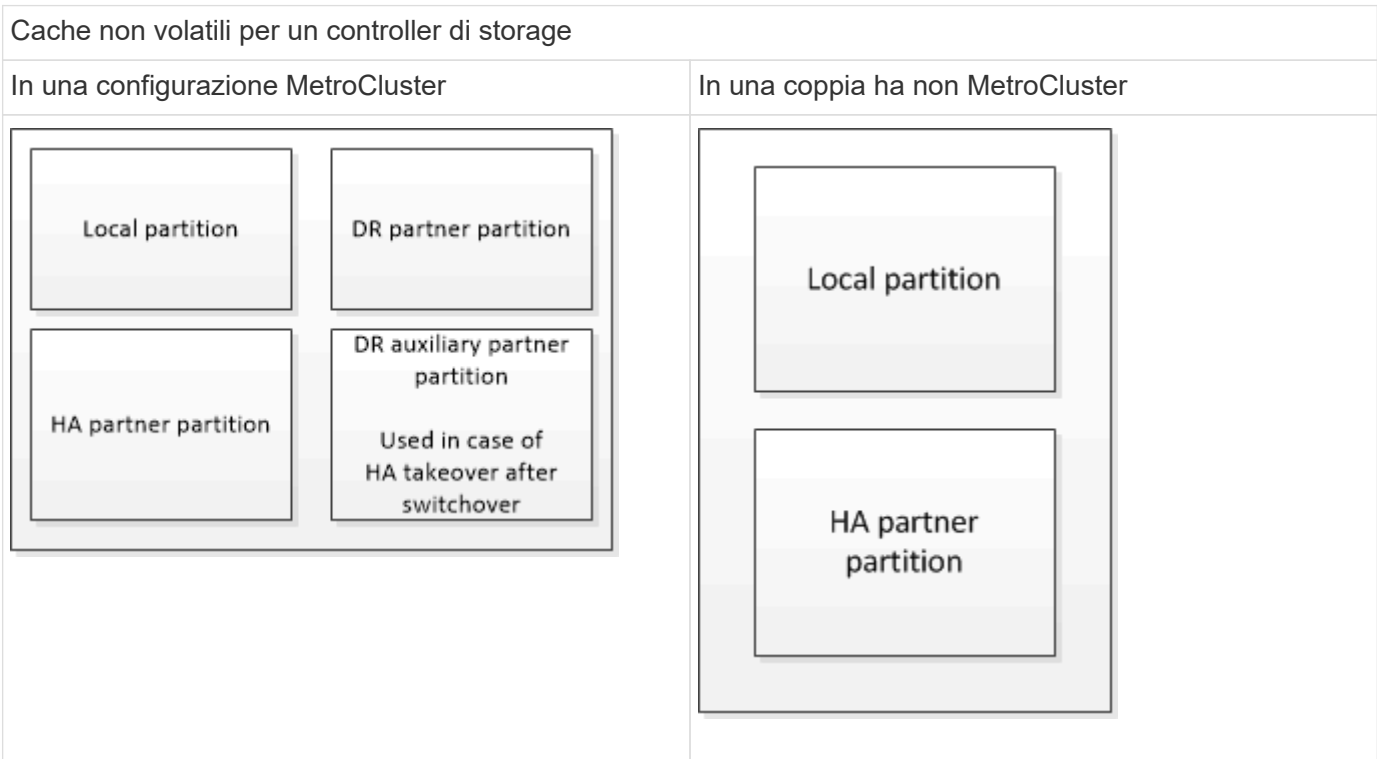 Cache non volatili per un controller di storage
In una configurazione MetroCluster
In una coppia ha non MetroCluster
Local partition
DR partner partition
HA partner partition
DR auxiliary partner
partition
Used in case of
HA takeover after
switchover
Local partition
HA partner
partition